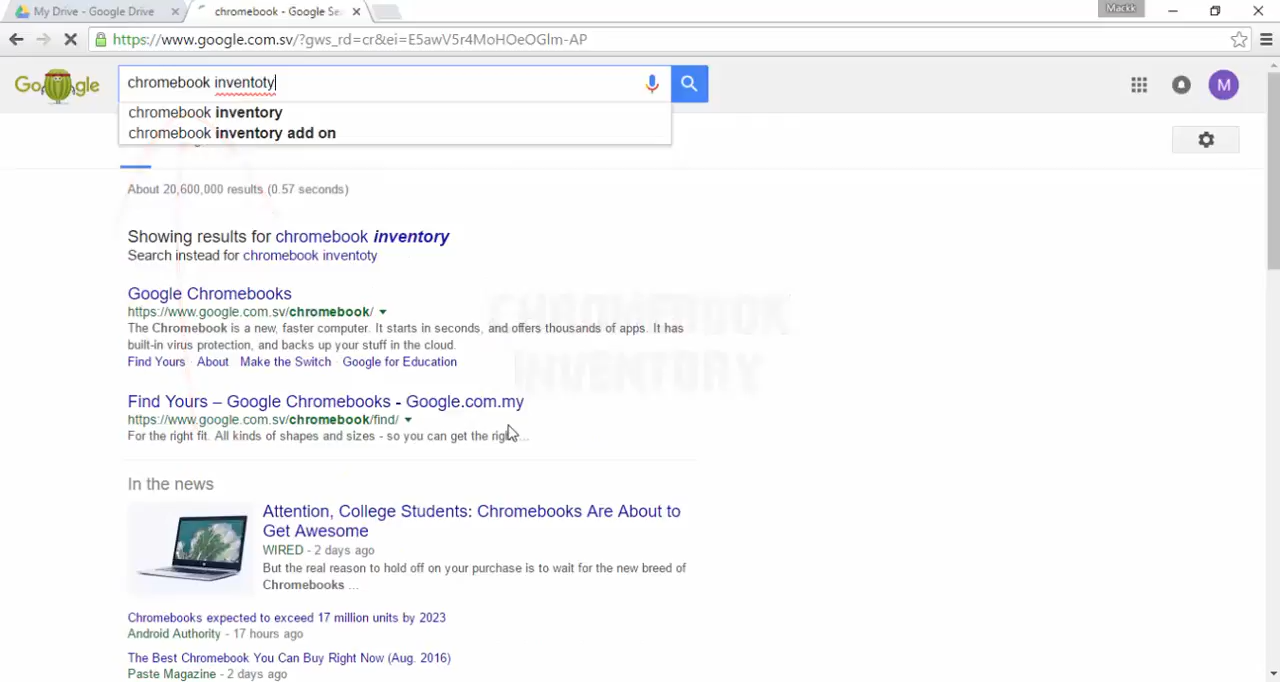 My Drive - Google Drive
chromebook - Google Se
Mackk
https://www.google.com.sv/?gws_rd=cr&ei=E5awV5r4MoHOeOGlm-AP
Google
chromebook inventoty
M
chromebook inventory
chromebook inventory add on
About 20,600,000 results (0.57 seconds)
Showing results for chromebook inventory
Search instead for chromebook inventoty
Google Chromebooks
https://www.google.com.sv/chromebook/
The Chromebook is a new, faster computer. It starts in seconds, and offers thousands of apps. It has
built-in virus protection, and backs up your stuff in the cloud.
Find Yours · About · Make the Switch · Google for Education
CHROMEBOOK
INVENTORY
Find Yours – Google Chromebooks - Google.com.my
https://www.google.com.sv/chromebook/find/
For the right fit. All kinds of shapes and sizes - so you can get the right ...
In the news
Attention, College Students: Chromebooks Are About to
Get Awesome
WIRED - 2 days ago
But the real reason to hold off on your purchase is to wait for the new breed of
Chromebooks ...
Chromebooks expected to exceed 17 million units by 2023
Android Authority - 17 hours ago
The Best Chromebook You Can Buy Right Now (Aug. 2016)
Paste Magazine - 2 days ago